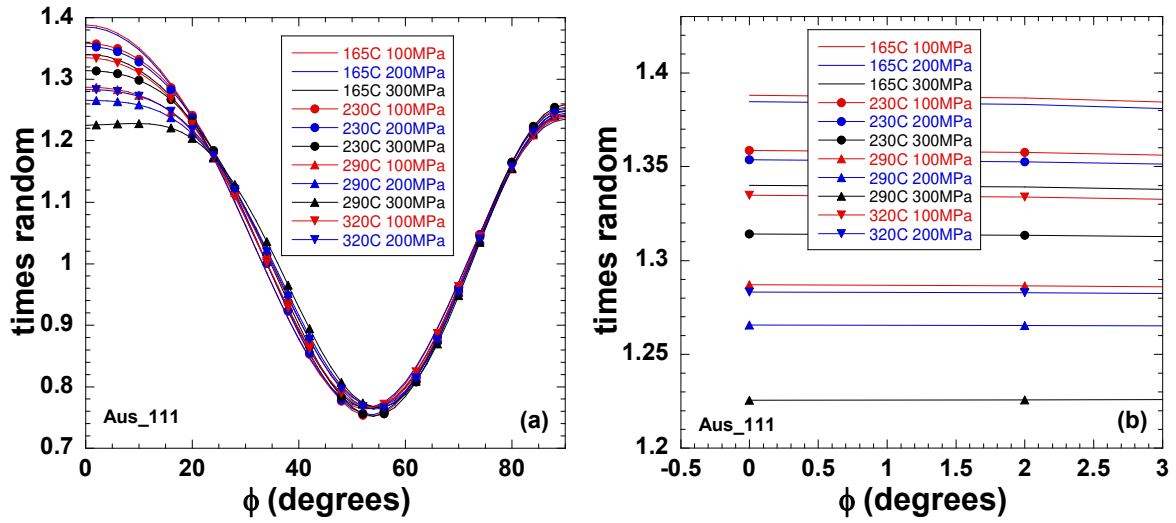 1.4
1.3
1.2
1.1
1
0.9
0.8
0.7
times random
165C 100MPa
165C 200MPa
165C 300MPa
230C 100MPa
230C 200MPa
230C 300MPa
290C 100MPa
290C 200MPa
290C 300MPa
320C 100MPa
320C 200MPa
Aus_111
(a)
0 20 40 60 80
ϕ (degrees)
1.4
1.35
1.3
1.25
1.2
times random
165C 100MPa
165C 200MPa
165C 300MPa
230C 100MPa
230C 200MPa
230C 300MPa
290C 100MPa
290C 200MPa
290C 300MPa
320C 100MPa
320C 200MPa
Aus_111
(b)
-0.5 0 0.5 1 1.5 2 2.5 3
ϕ (degrees)